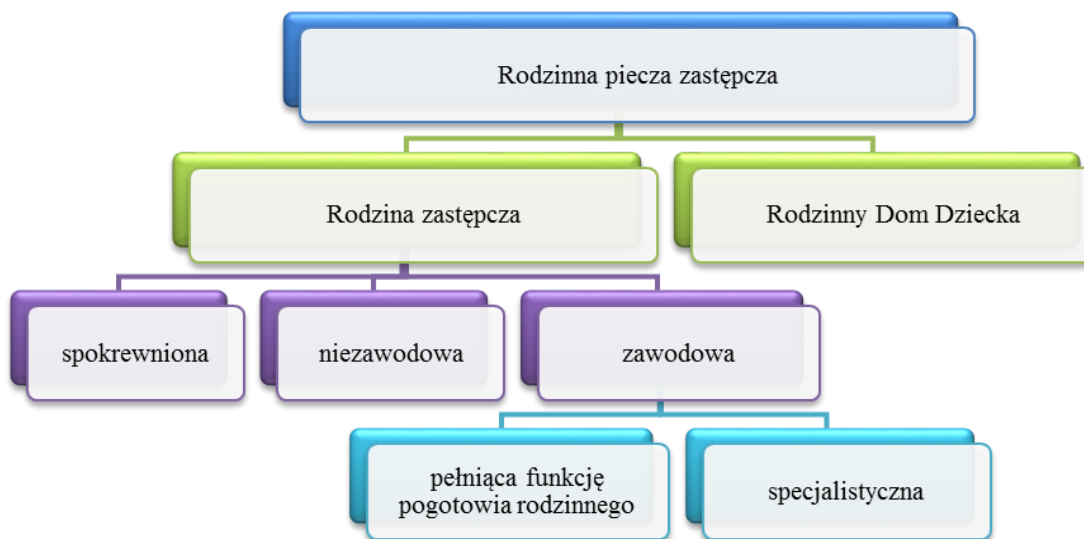 Rodzinna piecza zastępcza
Rodzina zastępcza
Rodzinny Dom Dziecka
spokrewniona
niezawodowa
zawodowa
pełniąca funkcję
pogotowia rodzinnego
specjalistyczna